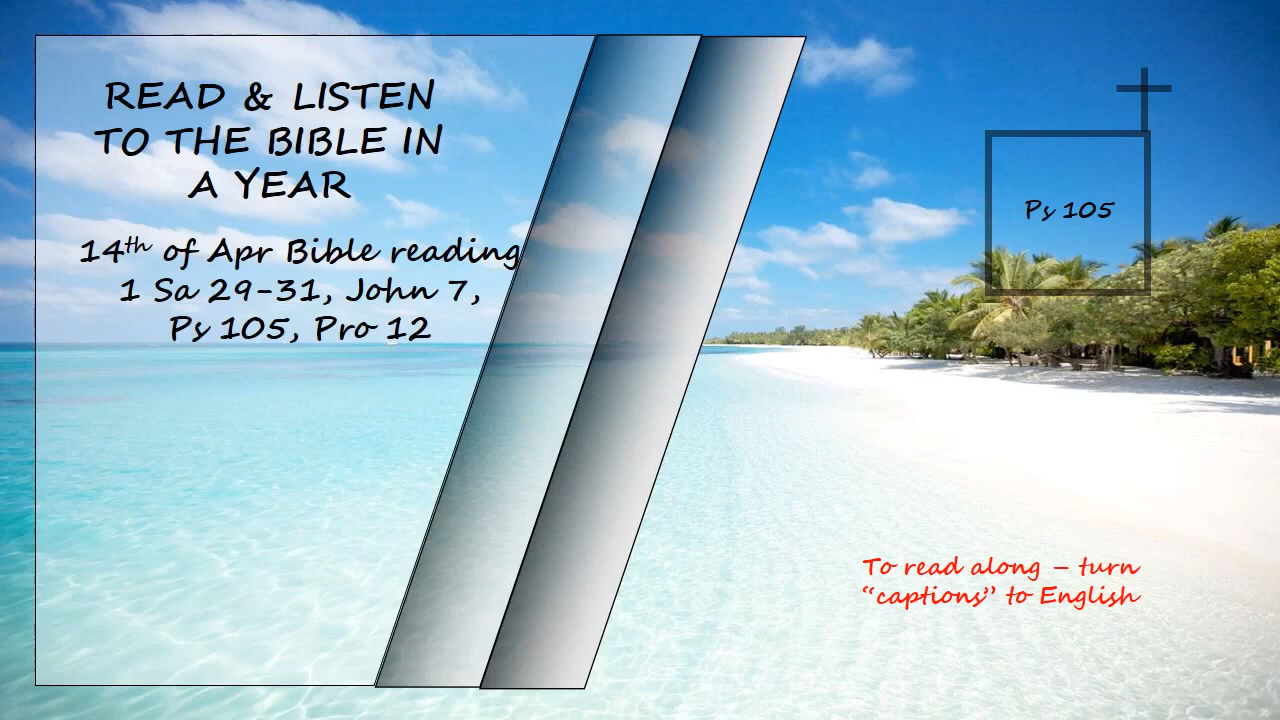 READ & LISTEN
TO THE BIBLE IN
A YEAR
14th of Apr Bible reading
1 Sa 29-31, John 7,
Ps 105, Pro 12
Ps 105
To read along – turn
“captions” to English